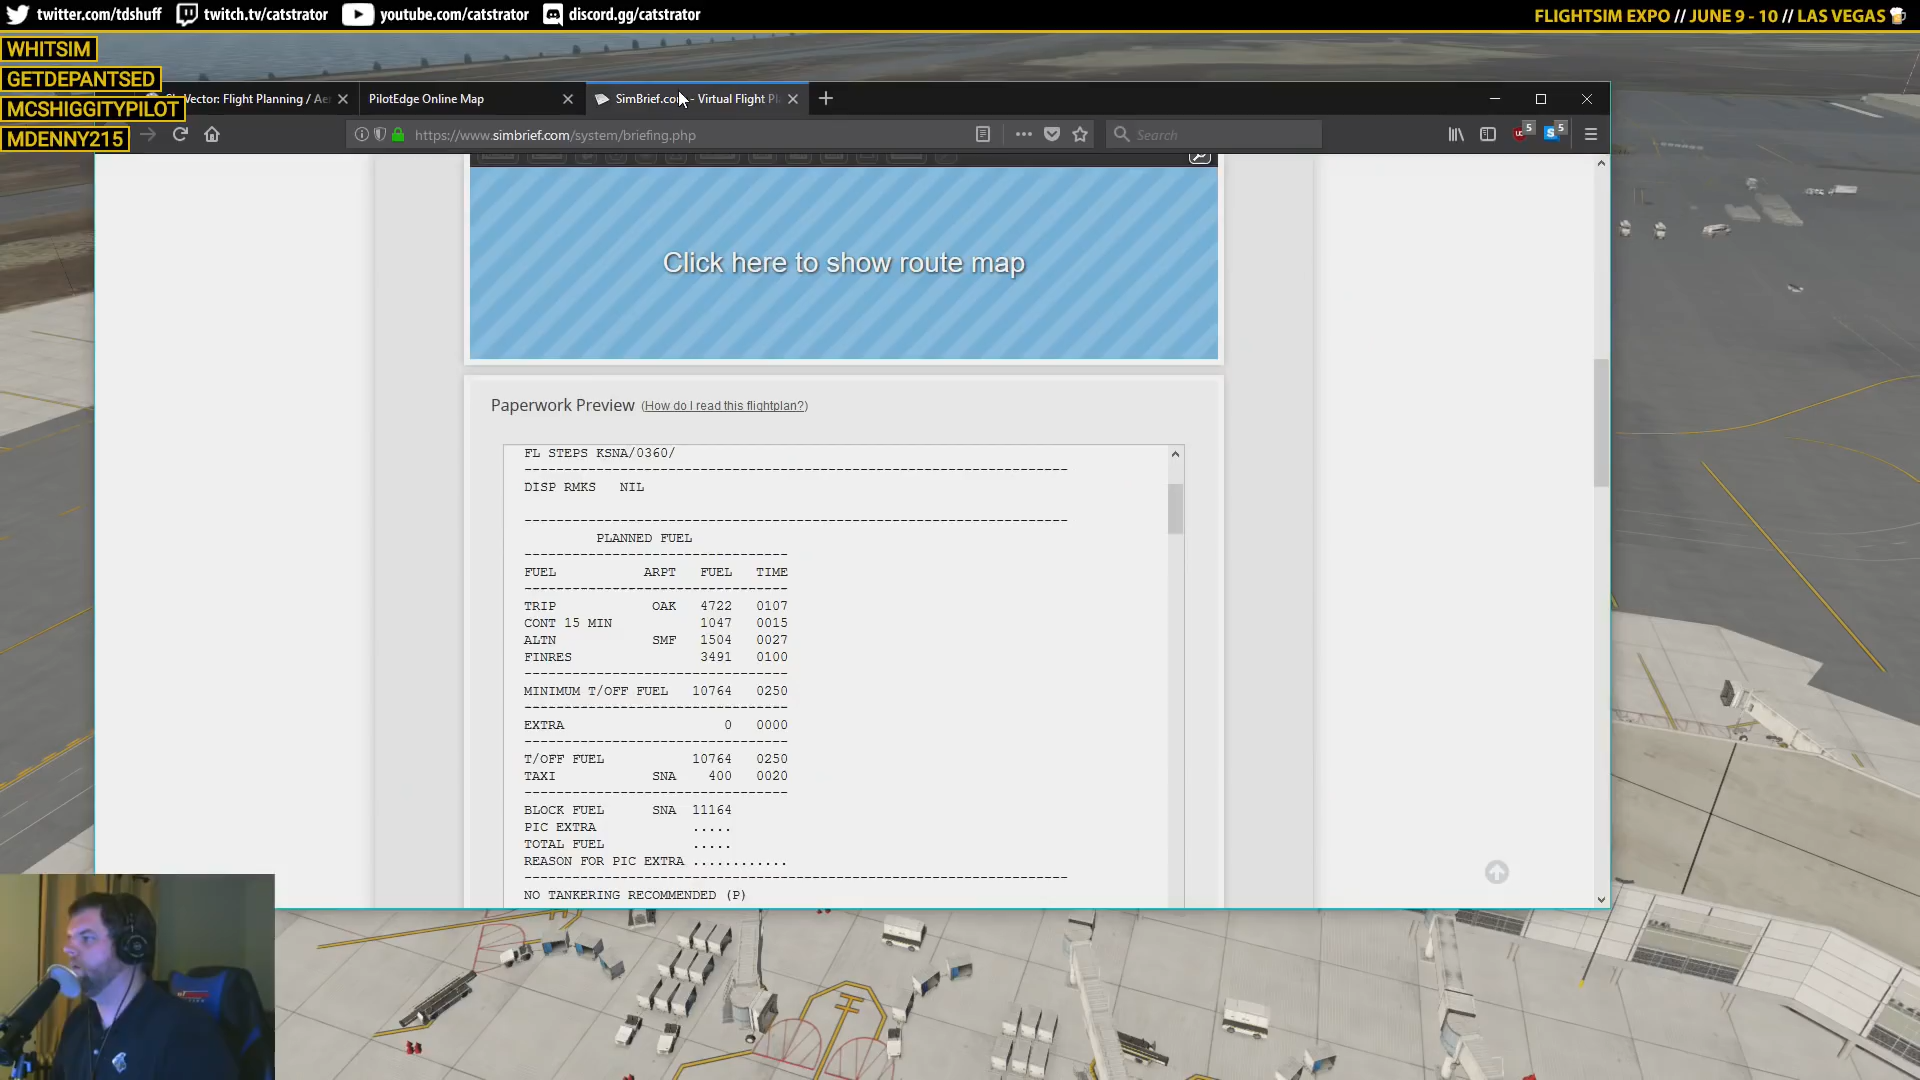 twitter.com/tdshuff twitch.tv/catstrator youtube.com/catstrator discord.gg/catstrator FLIGHTSIM EXPO // JUNE 9 - 10 // LAS VEGAS
WHITSIM
GETDEPANTSED
MCSHIGGITYPILOT
MDENNY215
Vector: Flight Planning / Ae PilotEdge Online Map SimBrief.co - Virtual Flight Pl
https://www.simbrief.com/system/briefing.php Search 5 5
Click here to show route map
Paperwork Preview (How do I read this flightplan?)
FL STEPS KSNA/0360/
DISP RMKS NIL
PLANNED FUEL
FUEL ARPT FUEL TIME
TRIP OAK 4722 0107
CONT 15 MIN 1047 0015
ALTN SMF 1504 0027
FINRES 3491 0100
MINIMUM T/OFF FUEL 10764 0250
EXTRA 0 0000
T/OFF FUEL 10764 0250
TAXI SNA 400 0020
BLOCK FUEL SNA 11164
PIC EXTRA .....
TOTAL FUEL .....
REASON FOR PIC EXTRA ............
NO TANKERING RECOMMENDED (P)